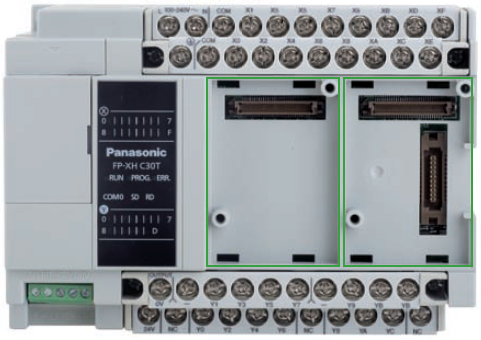 L 100-240V~ N COM X1 X3 X5 X7 X9 XB XD XF
COM X0 X2 X4 X6 X8 XA XC XE
X
0 7
8 F
Panasonic
FP-XH C30T
RUN PROG. ERR.
COM0 SD RD
Y
0 7
8 D
0V Y1 Y3 Y5 Y7 Y9 YB
24V NC Y0 Y2 Y4 Y6 NC Y8 YA YC NC